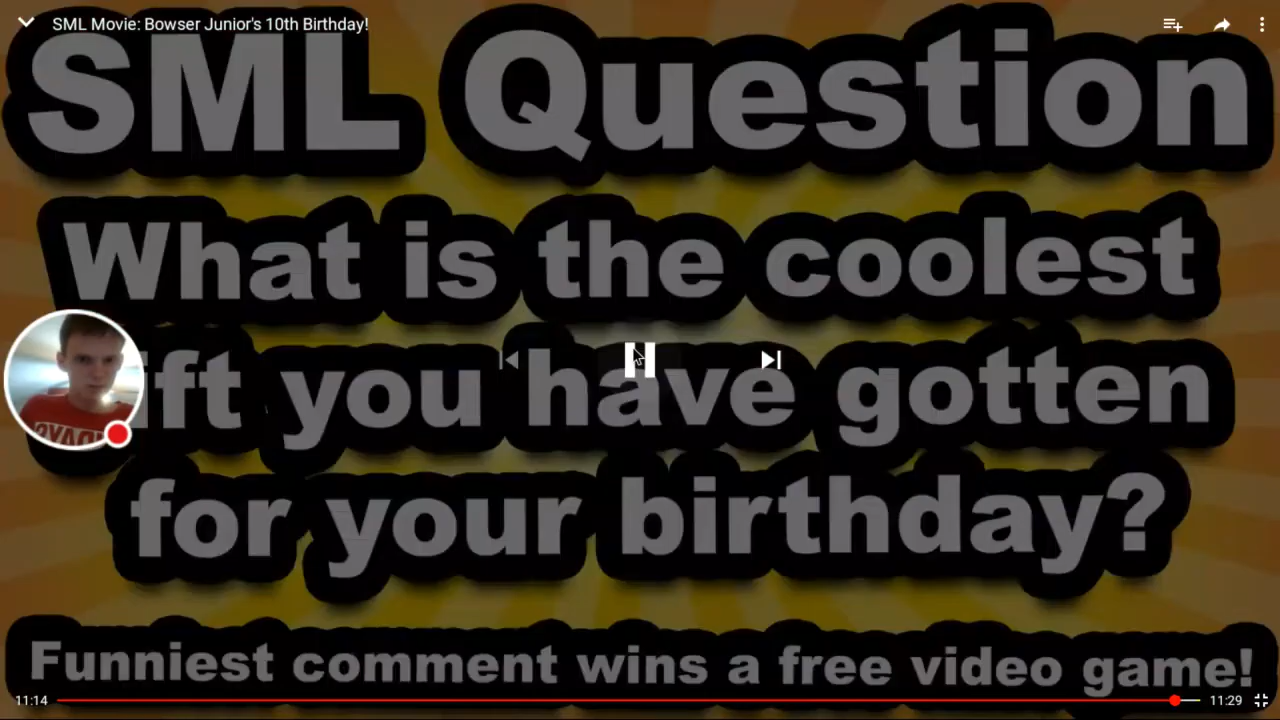 SML Movie: Bowser Junior's 10th Birthday!
SML Question
What is the coolest
ift you have gotten
for your birthday?
Funniest comment wins a free video game!
11:14
11:29